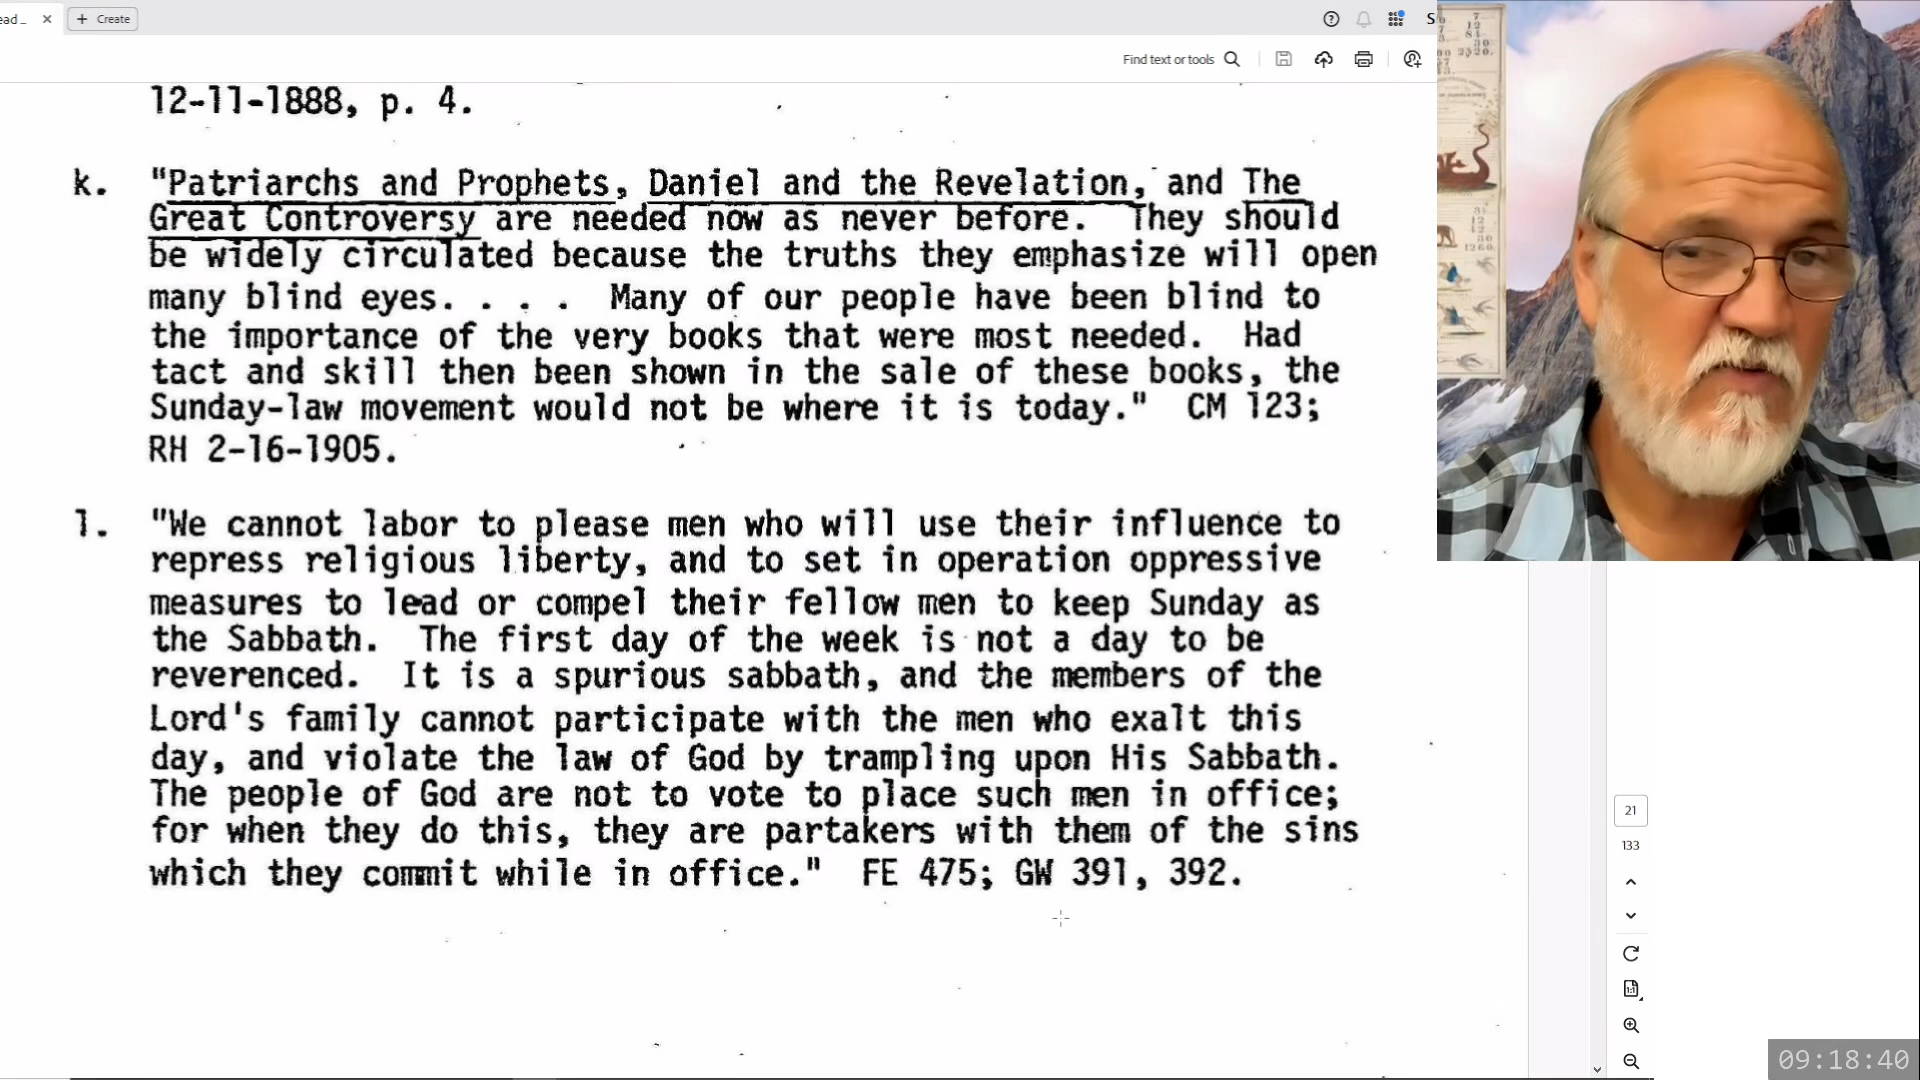 ead_
Create
Find text or tools
12-11-1888, p. 4.
k. "Patriarchs and Prophets, Daniel and the Revelation, and The
Great Controversy are needed now as never before. They should
be widely circulated because the truths they emphasize will open
many blind eyes. . . . Many of our people have been blind to
the importance of the very books that were most needed. Had
tact and skill then been shown in the sale of these books, the
Sunday-law movement would not be where it is today." CM 123;
RH 2-16-1905.
l. "We cannot labor to please men who will use their influence to
repress religious liberty, and to set in operation oppressive
measures to lead or compel their fellow men to keep Sunday as
the Sabbath. The first day of the week is not a day to be
reverenced. It is a spurious sabbath, and the members of the
Lord's family cannot participate with the men who exalt this
day, and violate the law of God by trampling upon His Sabbath.
The people of God are not to vote to place such men in office;
for when they do this, they are partakers with them of the sins
which they commit while in office." FE 475; GW 391, 392.
21
133
09:18:40